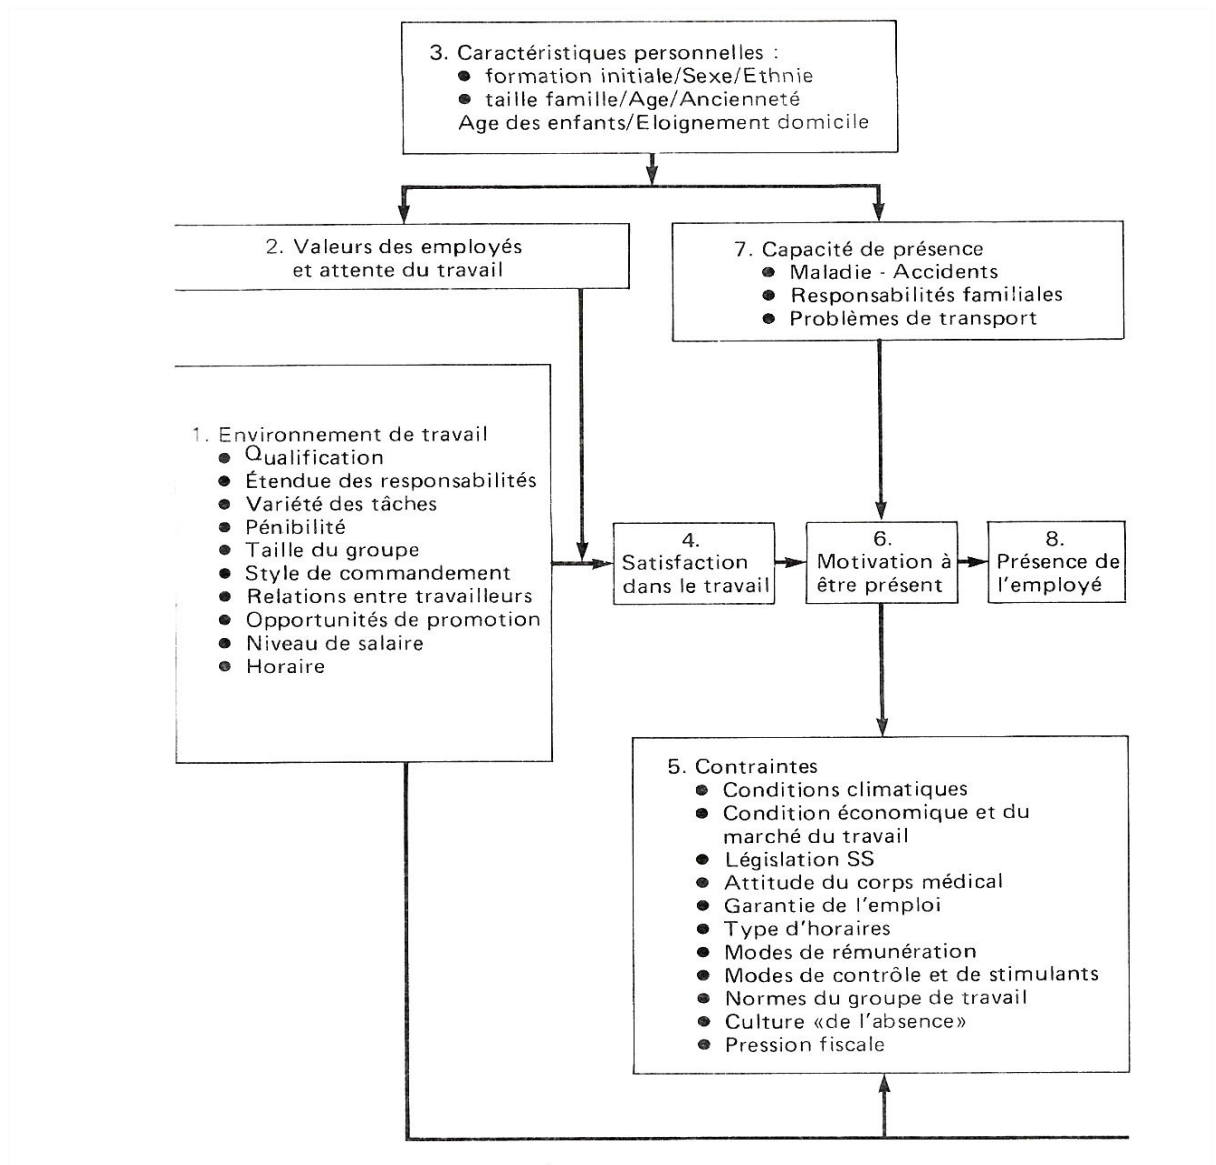 3. Caractéristiques personnelles :
● formation initiale/Sexe/Ethnie
● taille famille/Age/Ancienneté
Age des enfants/Eloignement domicile
2. Valeurs des employés
et attente du travail
7. Capacité de présence
● Maladie - Accidents
● Responsabilités familiales
● Problèmes de transport
1. Environnement de travail
● Qualification
● Étendue des responsabilités
● Variété des tâches
● Pénibilité
● Taille du groupe
● Style de commandement
● Relations entre travailleurs
● Opportunités de promotion
● Niveau de salaire
● Horaire
4.
Satisfaction
dans le travail
6.
Motivation à
être présent
8.
Présence de
l'employé
5. Contraintes
● Conditions climatiques
● Condition économique et du
marché du travail
● Législation SS
● Attitude du corps médical
● Garantie de l'emploi
● Type d'horaires
● Modes de rémunération
● Modes de contrôle et de stimulants
● Normes du groupe de travail
● Culture «de l'absence»
● Pression fiscale